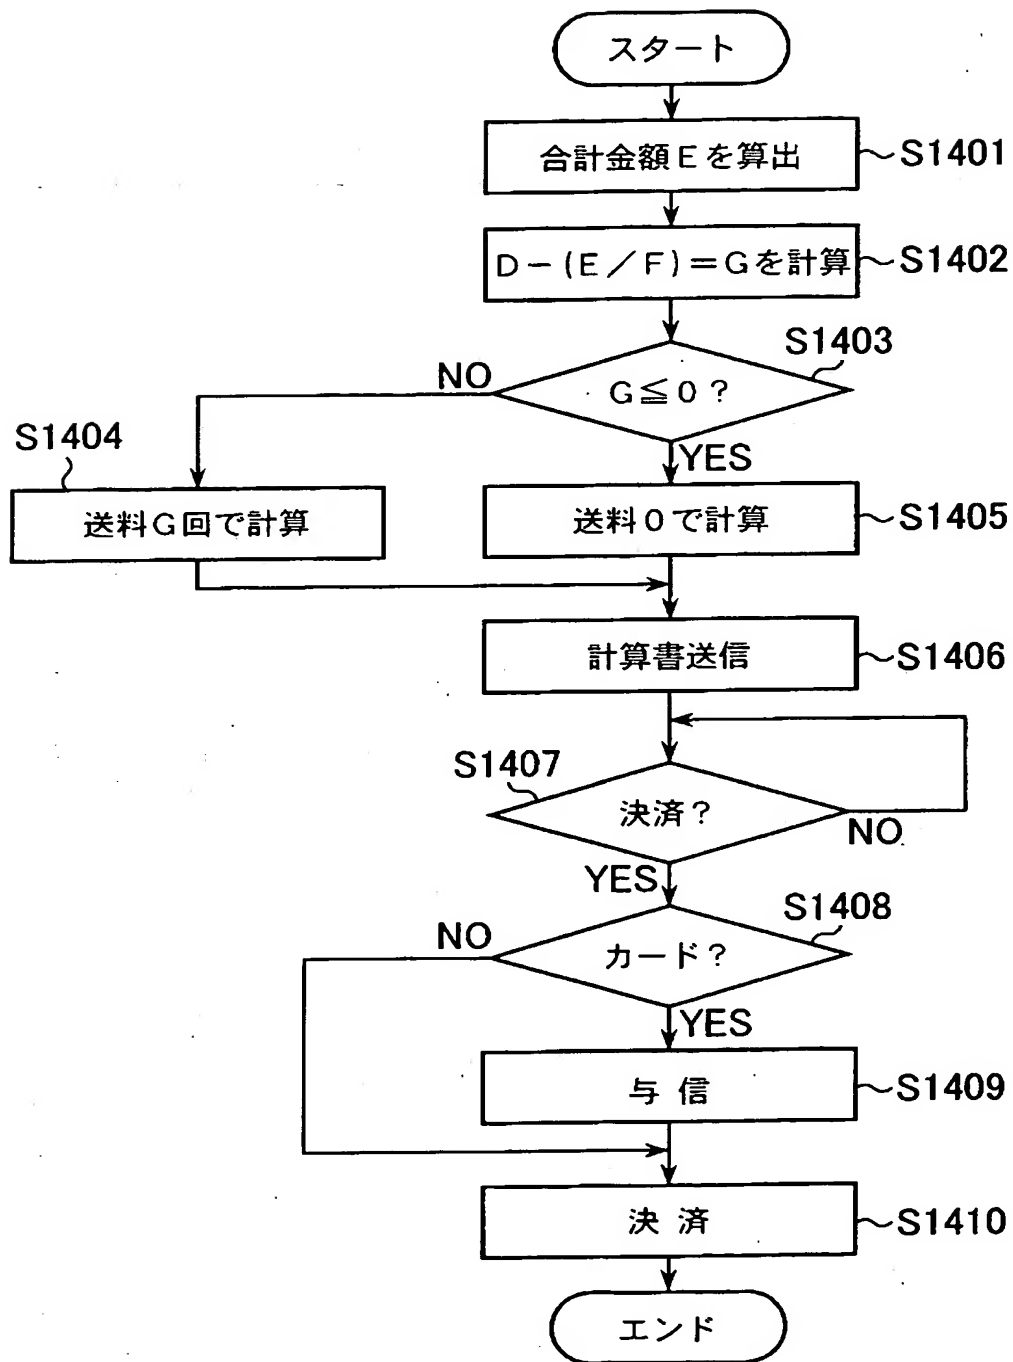 スタート
合計金額Eを算出
S1401
D－(E／F)＝Gを計算
S1402
S1403
G≦0？
NO
YES
S1404
送料G回で計算
送料0で計算
S1405
計算書送信
S1406
S1407
決済？
NO
YES
S1408
カード？
NO
YES
与信
S1409
決済
S1410
エンド